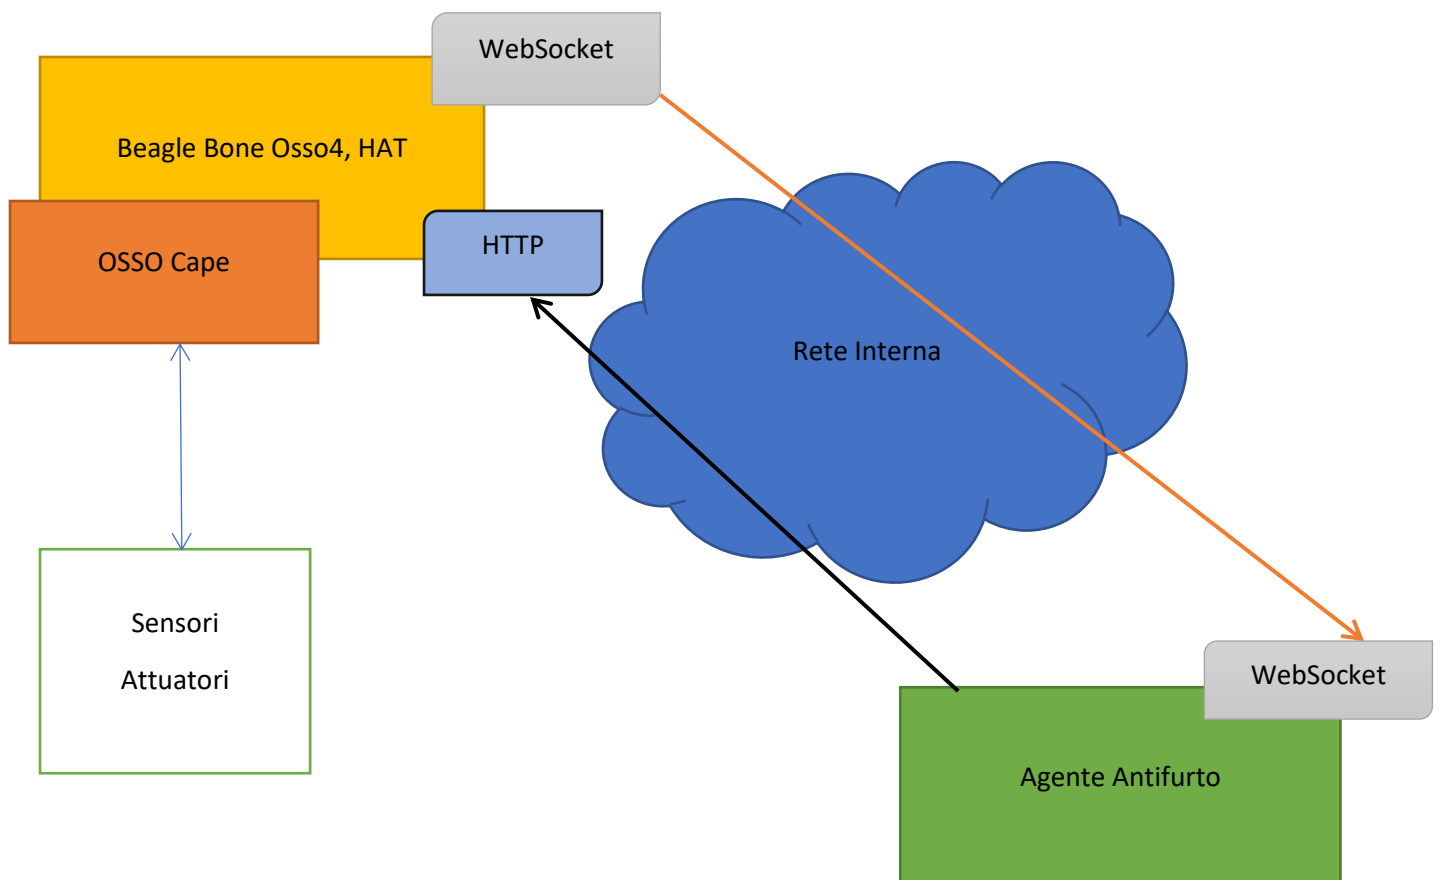 WebSocket
Beagle Bone Osso4, HAT
OSSO Cape
HTTP
Rete Interna
Sensori
Attuatori
WebSocket
Agente Antifurto